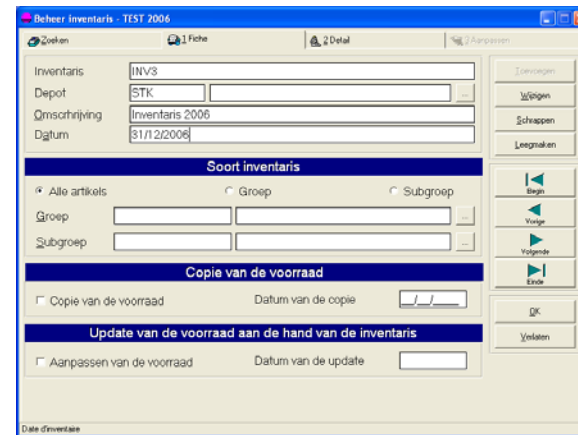 Beheer inventaris - TEST 2006
Zoeken 1 Fiche 2 Detail 3 Aanpassen
Inventaris INV3
Depot STK ...
Omschrijving Inventaris 2006
Datum 31/12/2006
Soort inventaris
Alle artikels Groep Subgroep
Groep ...
Subgroep ...
Copie van de voorraad
Copie van de voorraad Datum van de copie __/__/____
Update van de voorraad aan de hand van de inventaris
Aanpassen van de voorraad Datum van de update
Toevoegen
Wijzigen
Schrappen
Leegmaken
Begin
Vorige
Volgende
Einde
OK
Verlaten
Date d'inventaire